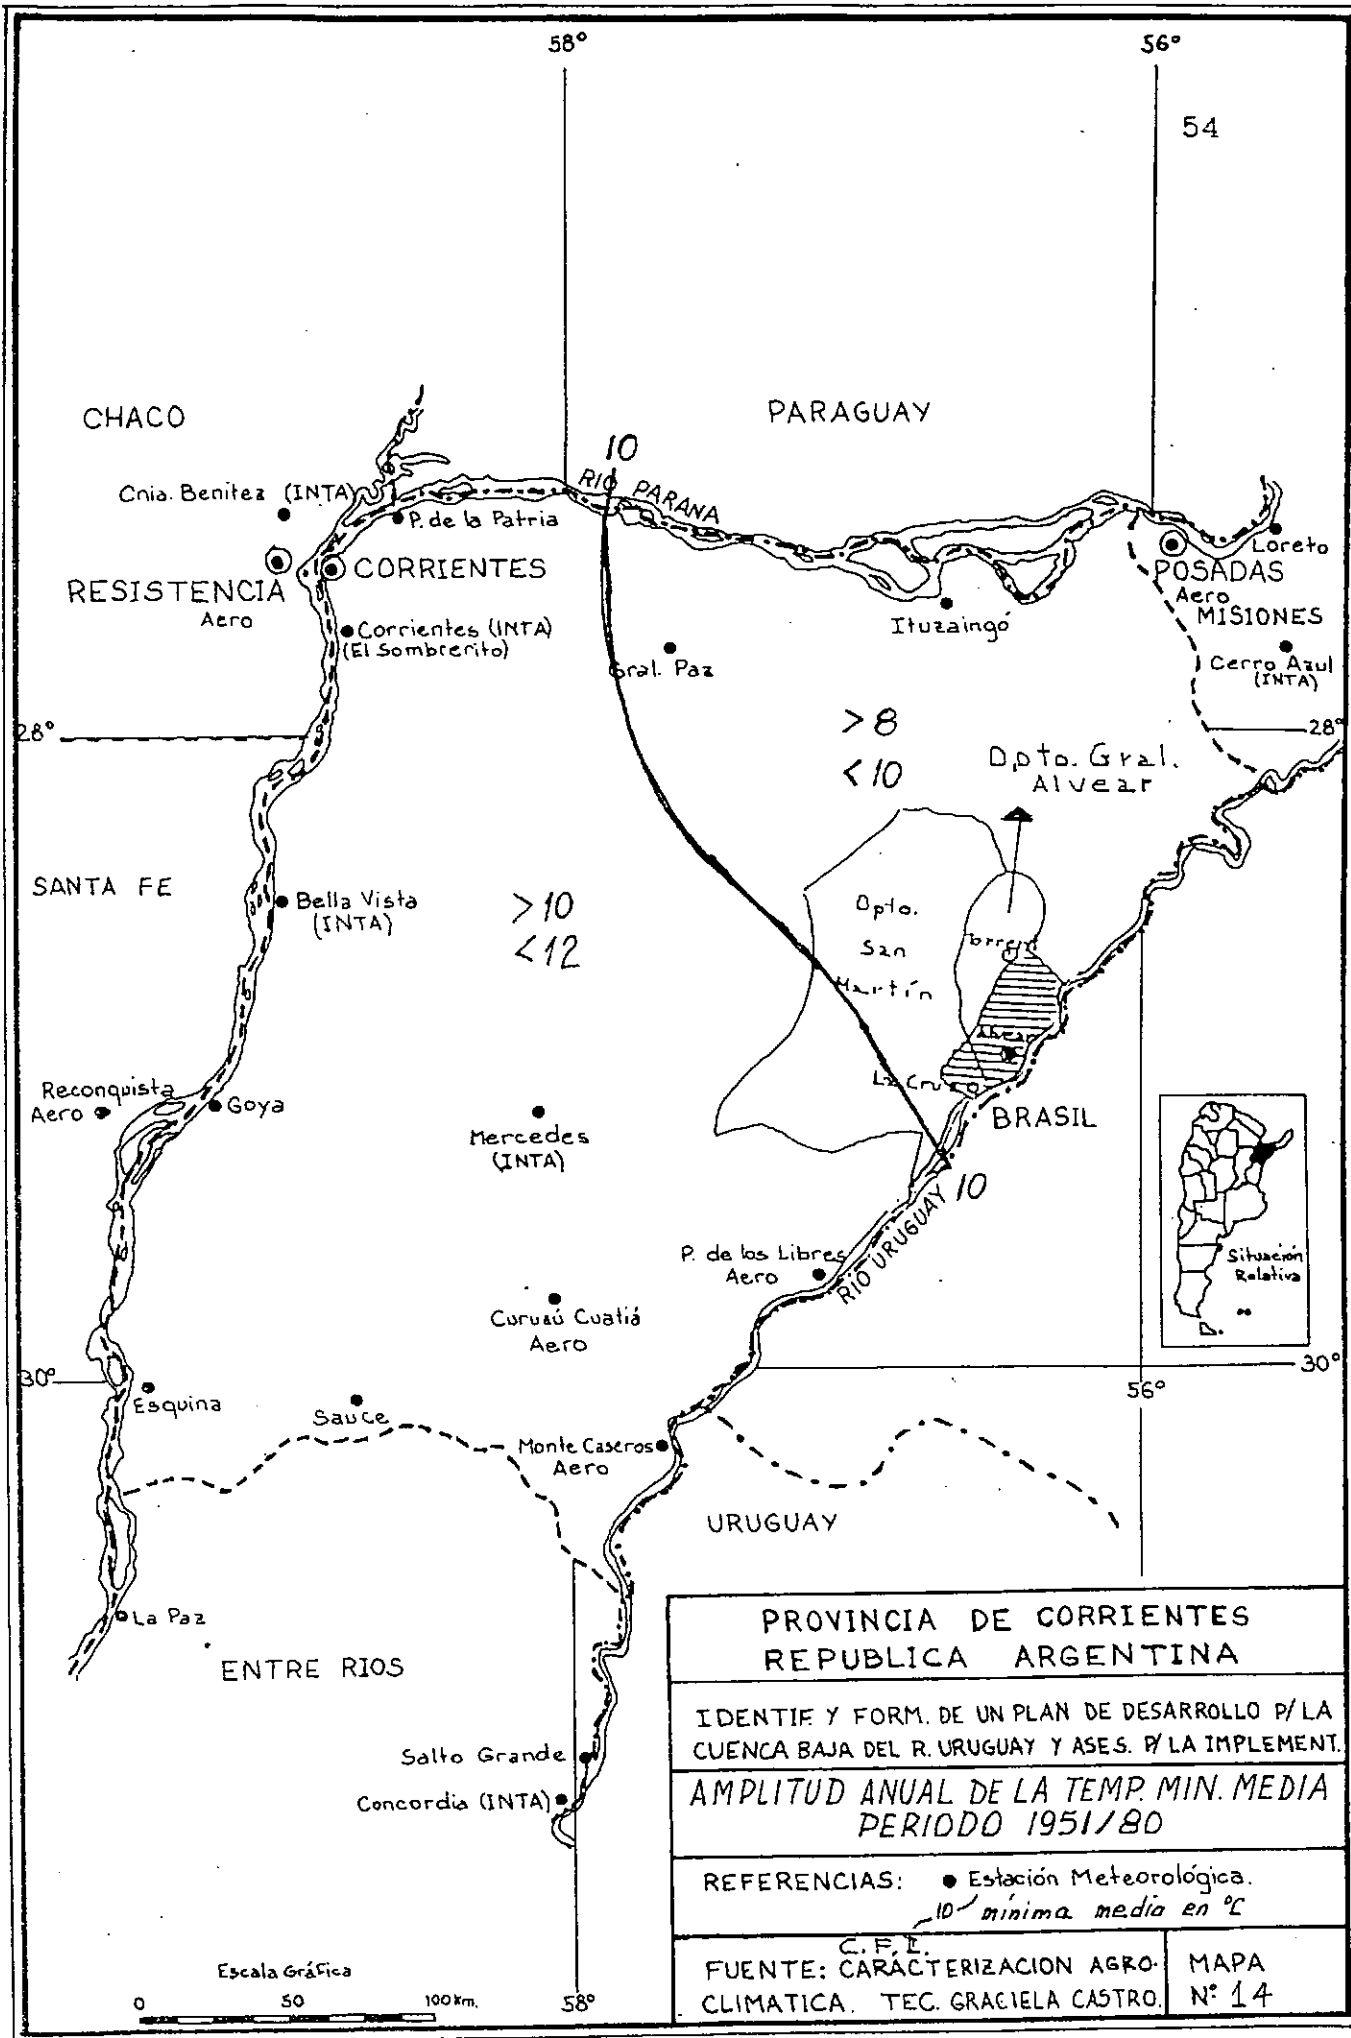 58°
56°
54
CHACO
PARAGUAY
10
RIO PARANA
Cnia. Benitez (INTA)
P. de la Patria
Loreto
CORRIENTES
POSADAS
Aero
RESISTENCIA
Aero
MISIONES
Ituzaingó
Corrientes (INTA)
(El Sombrerito)
Gral. Paz
Cerro Azul
(INTA)
28°
28°
>8
<10
Dpto. Gral.
Alvear
SANTA FE
Bella Vista
(INTA)
>10
<12
Dpto.
San
Martín
Torrent
Alvear
La Cruz
Reconquista
Aero
Goya
BRASIL
Mercedes
(INTA)
10
RIO URUGUAY
Situación
Relativa
P. de los Libres
Aero
Curuzú Cuatiá
Aero
30°
30°
56°
Esquina
Sauce
Monte Caseros
Aero
URUGUAY
La Paz
ENTRE RIOS
Salto Grande
Concordia (INTA)
58°
Escala Gráfica
0 50 100 km.
PROVINCIA DE CORRIENTES
REPUBLICA ARGENTINA
IDENTIF. Y FORM. DE UN PLAN DE DESARROLLO P/ LA
CUENCA BAJA DEL R. URUGUAY Y ASES. P/ LA IMPLEMENT.
AMPLITUD ANUAL DE LA TEMP. MIN. MEDIA
PERIODO 1951/80
REFERENCIAS: Estación Meteorológica.
10 mínima media en °C
C.F.I.
FUENTE: CARACTERIZACION AGRO-
CLIMATICA. TEC. GRACIELA CASTRO.
MAPA
N° 14